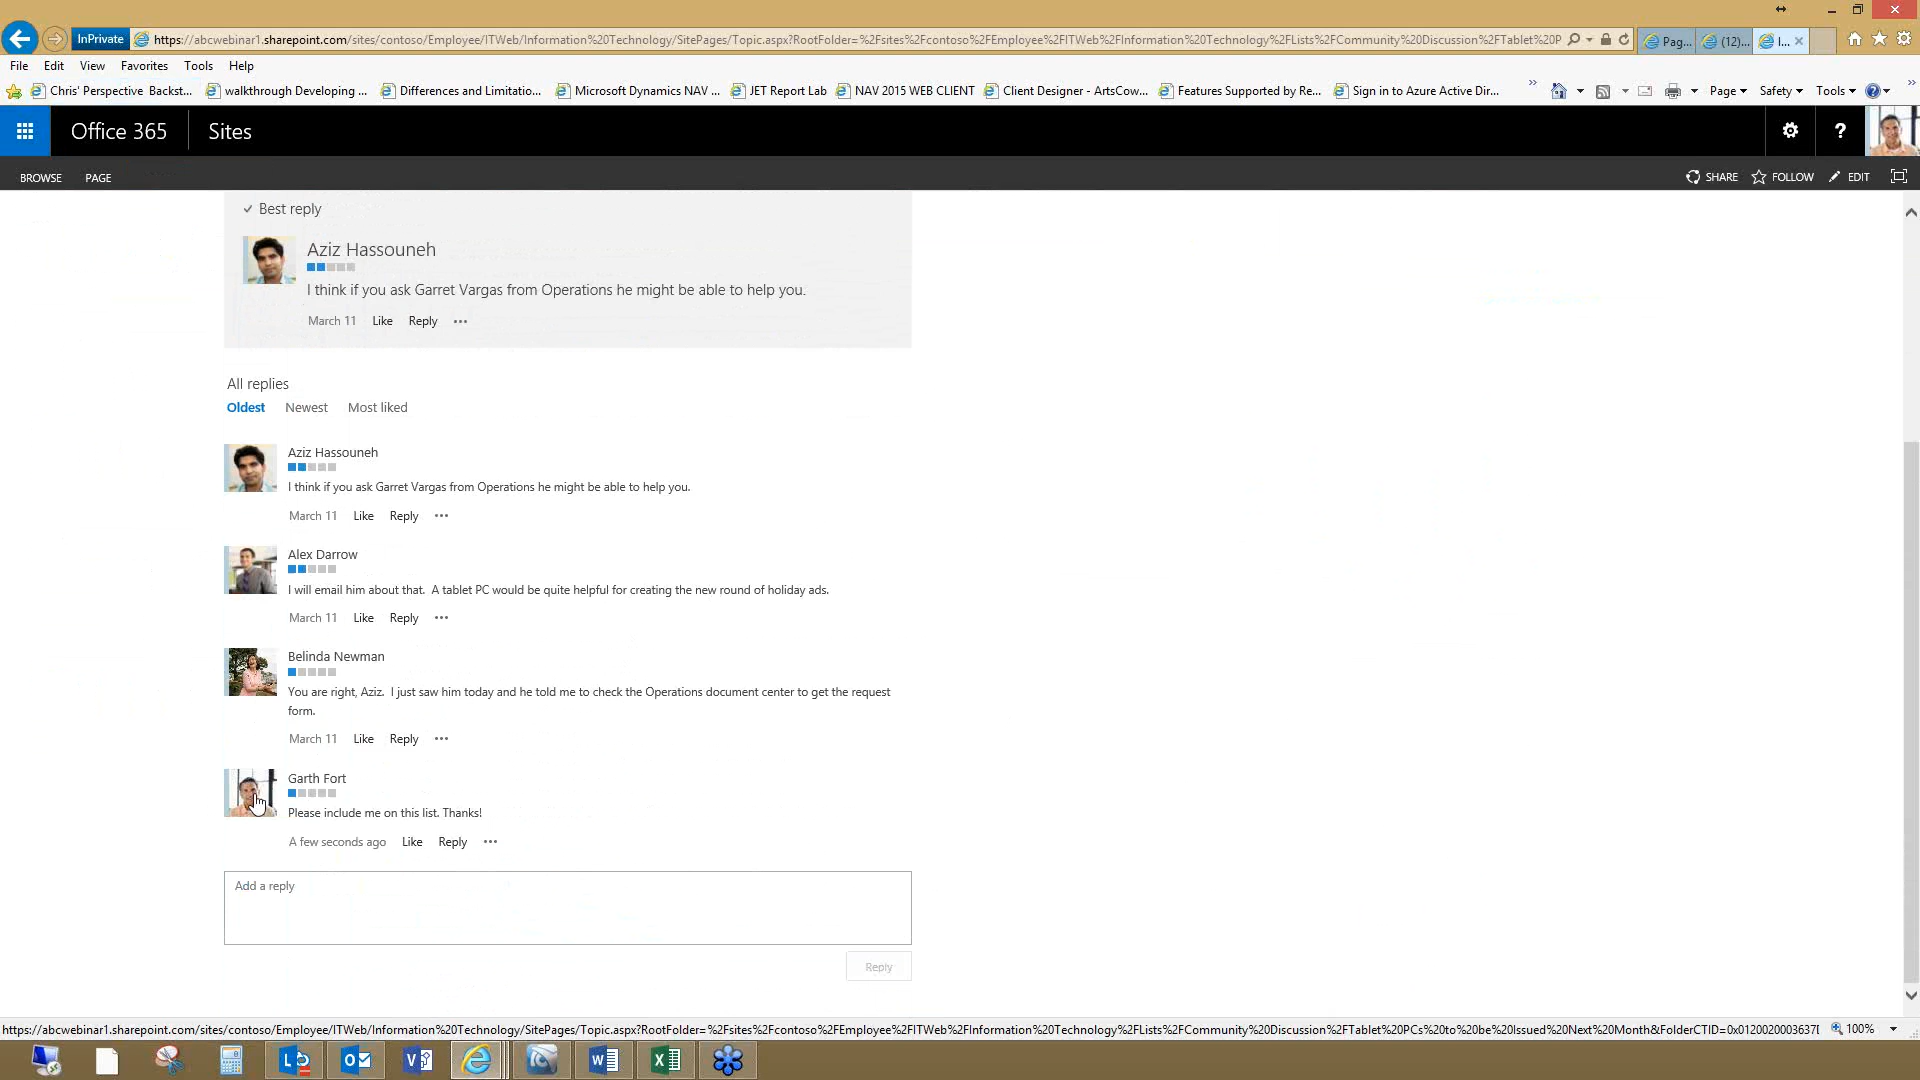 InPrivate
https://abcwebinar1.sharepoint.com/sites/contoso/Employee/ITWeb/Information%20Technology/SitePages/Topic.aspx?RootFolder=%2Fsites%2Fcontoso%2FEmployee%2FITWeb%2FInformation%20Technology%2FLists%2FCommunity%20Discussion%2FTablet%20P
Pag...
(12)...
I...
File Edit View Favorites Tools Help
Chris' Perspective Backst...
walkthrough Developing ...
Differences and Limitatio...
Microsoft Dynamics NAV ...
JET Report Lab
NAV 2015 WEB CLIENT
Client Designer - ArtsCow...
Features Supported by Re...
Sign in to Azure Active Dir...
Page Safety Tools
Office 365 Sites
BROWSE PAGE SHARE FOLLOW EDIT
Best reply
Aziz Hassouneh
I think if you ask Garret Vargas from Operations he might be able to help you.
March 11 Like Reply ...
All replies
Oldest Newest Most liked
Aziz Hassouneh
I think if you ask Garret Vargas from Operations he might be able to help you.
March 11 Like Reply ...
Alex Darrow
I will email him about that. A tablet PC would be quite helpful for creating the new round of holiday ads.
March 11 Like Reply ...
Belinda Newman
You are right, Aziz. I just saw him today and he told me to check the Operations document center to get the request
form.
March 11 Like Reply ...
Garth Fort
Please include me on this list. Thanks!
A few seconds ago Like Reply ...
Add a reply
Reply
https://abcwebinar1.sharepoint.com/sites/contoso/Employee/ITWeb/Information%20Technology/SitePages/Topic.aspx?RootFolder=%2Fsites%2Fcontoso%2FEmployee%2FITWeb%2FInformation%20Technology%2FLists%2FCommunity%20Discussion%2FTablet%20PCs%20to%20be%20Issued%20Next%20Month&FolderCTID=0x0120020003637I
100%